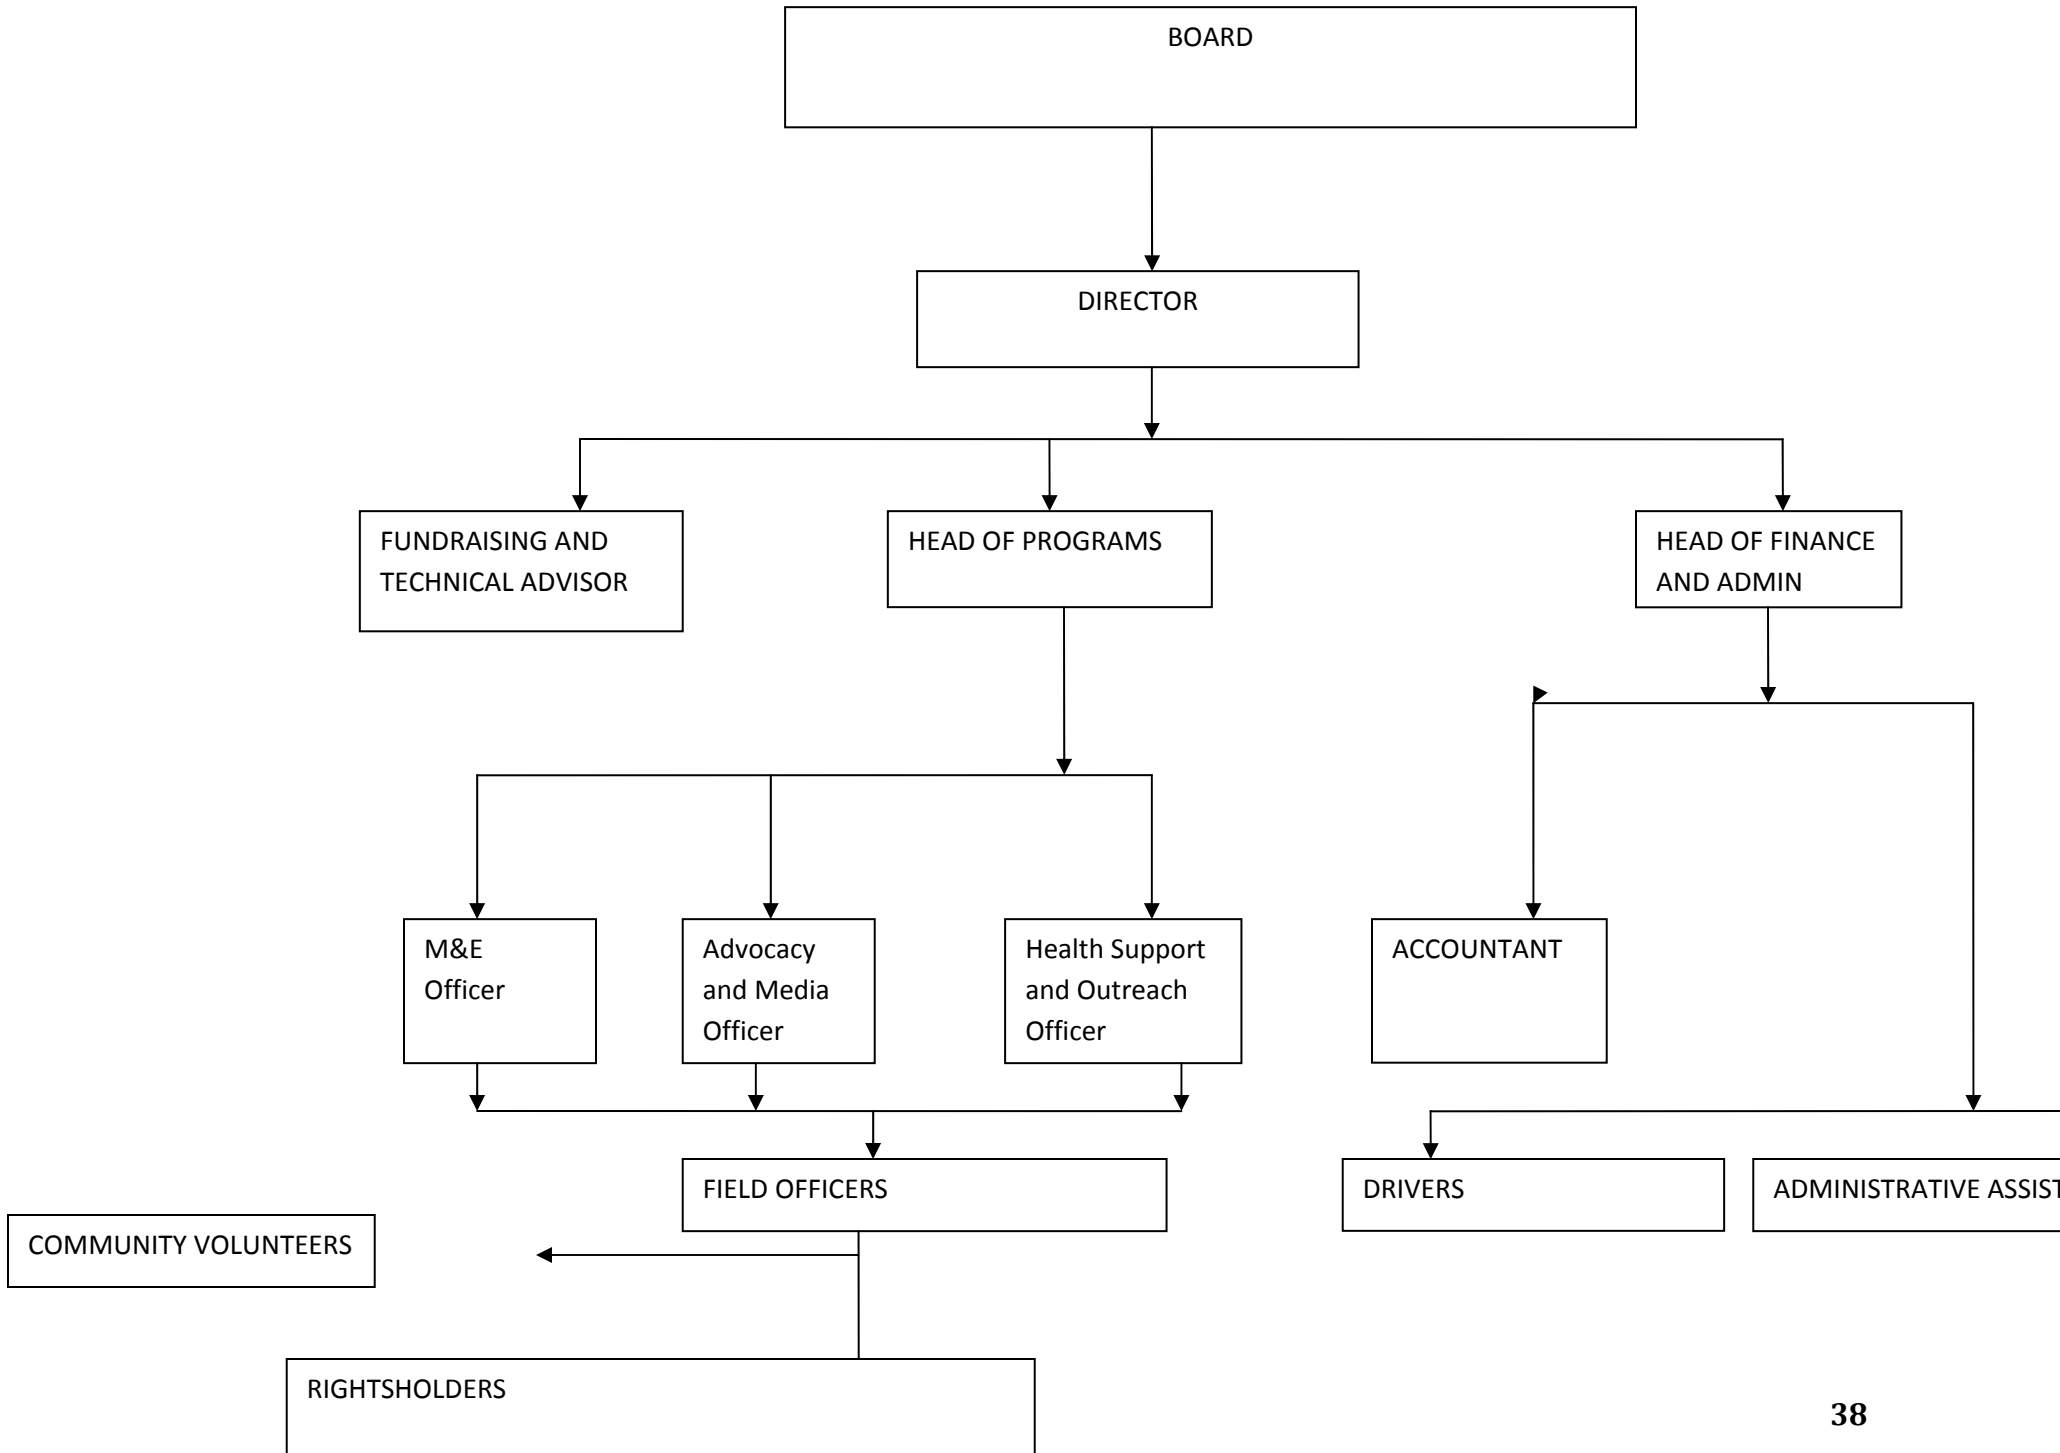 BOARD
DIRECTOR
FUNDRAISING AND
TECHNICAL ADVISOR
HEAD OF PROGRAMS
HEAD OF FINANCE
AND ADMIN
M&E
Officer
Advocacy
and Media
Officer
Health Support
and Outreach
Officer
ACCOUNTANT
FIELD OFFICERS
DRIVERS
ADMINISTRATIVE
COMMUNITY VOLUNTEERS
RIGHTSHOLDERS
38